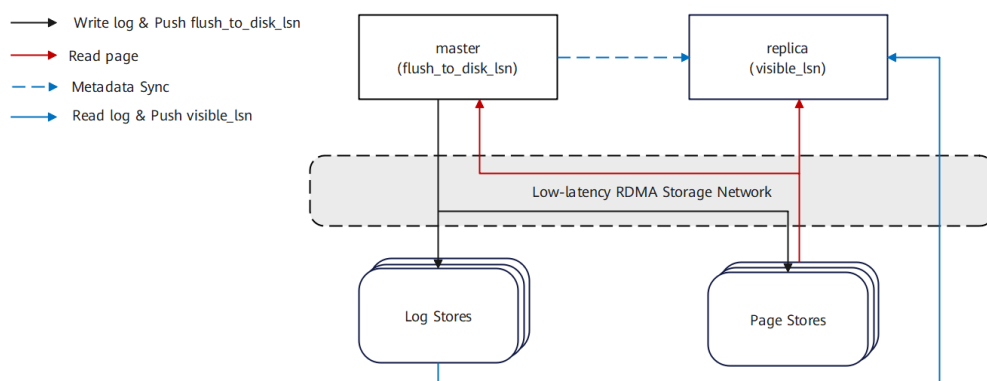 Write log & Push flush_to_disk_lsn
Read page
Metadata Sync
Read log & Push visible_lsn
master
(flush_to_disk_lsn)
replica
(visible_lsn)
Low-latency RDMA Storage Network
Log Stores
Page Stores